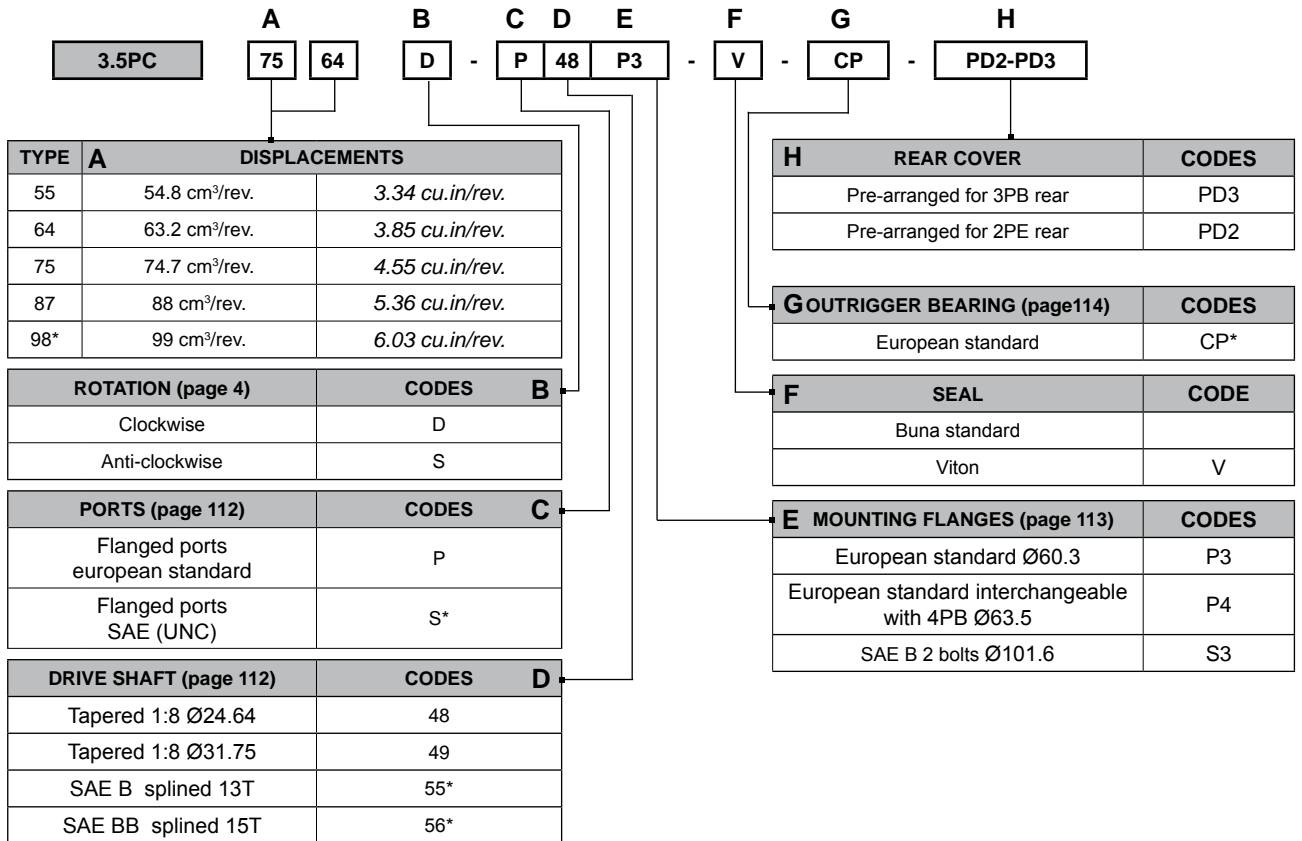 A B C D E F G H
3.5PC 75 64 D - P 48 P3 - V - CP - PD2-PD3
TYPE A DISPLACEMENTS
55 54.8 cm³/rev. 3.34 cu.in/rev.
64 63.2 cm³/rev. 3.85 cu.in/rev.
75 74.7 cm³/rev. 4.55 cu.in/rev.
87 88 cm³/rev. 5.36 cu.in/rev.
98* 99 cm³/rev. 6.03 cu.in/rev.
ROTATION (page 4) CODES B
Clockwise D
Anti-clockwise S
PORTS (page 112) CODES C
Flanged ports
european standard P
Flanged ports
SAE (UNC) S*
DRIVE SHAFT (page 112) CODES D
Tapered 1:8 Ø24.64 48
Tapered 1:8 Ø31.75 49
SAE B splined 13T 55*
SAE BB splined 15T 56*
H REAR COVER CODES
Pre-arranged for 3PB rear PD3
Pre-arranged for 2PE rear PD2
G OUTRIGGER BEARING (page114) CODES
European standard CP*
F SEAL CODE
Buna standard
Viton V
E MOUNTING FLANGES (page 113) CODES
European standard Ø60.3 P3
European standard interchangeable
with 4PB Ø63.5 P4
SAE B 2 bolts Ø101.6 S3